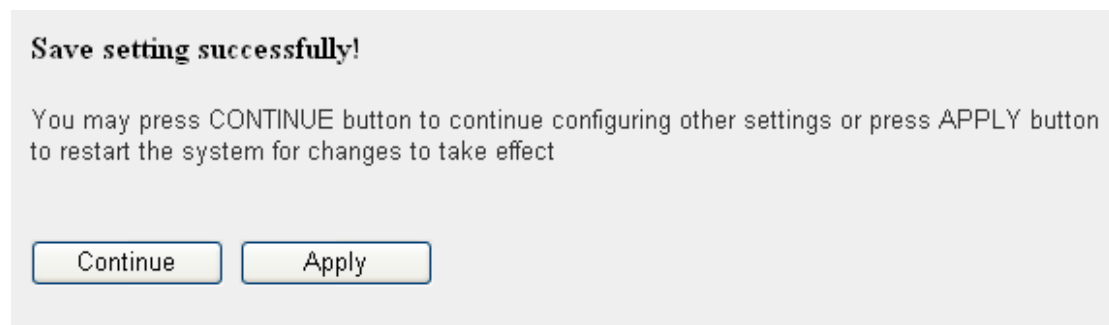 Save setting successfully!
You may press CONTINUE button to continue configuring other settings or press APPLY button
to restart the system for changes to take effect
Continue
Apply